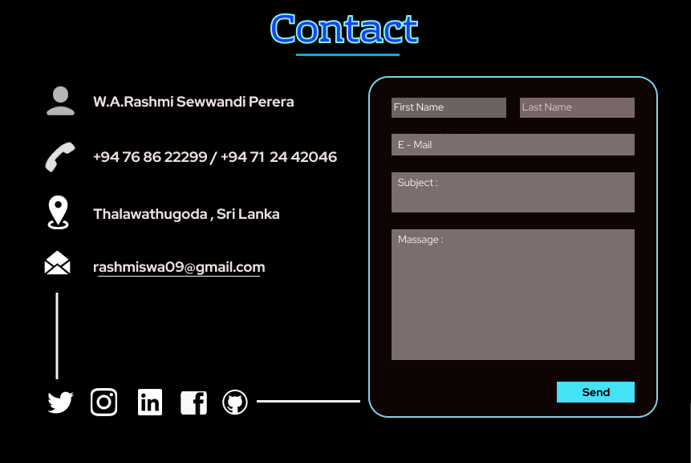 Contact
W.A.Rashmi Sewwandi Perera
+94 76 86 22299 / +94 71 24 42046
Thalawathugoda , Sri Lanka
rashmiswa09@gmail.com
First Name
Last Name
E - Mail
Subject :
Massage :
Send